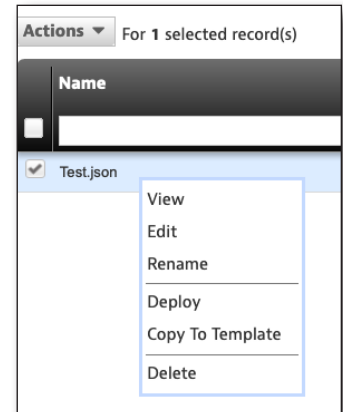 Actions For 1 selected record(s)
Name
Test.json
View
Edit
Rename
Deploy
Copy To Template
Delete